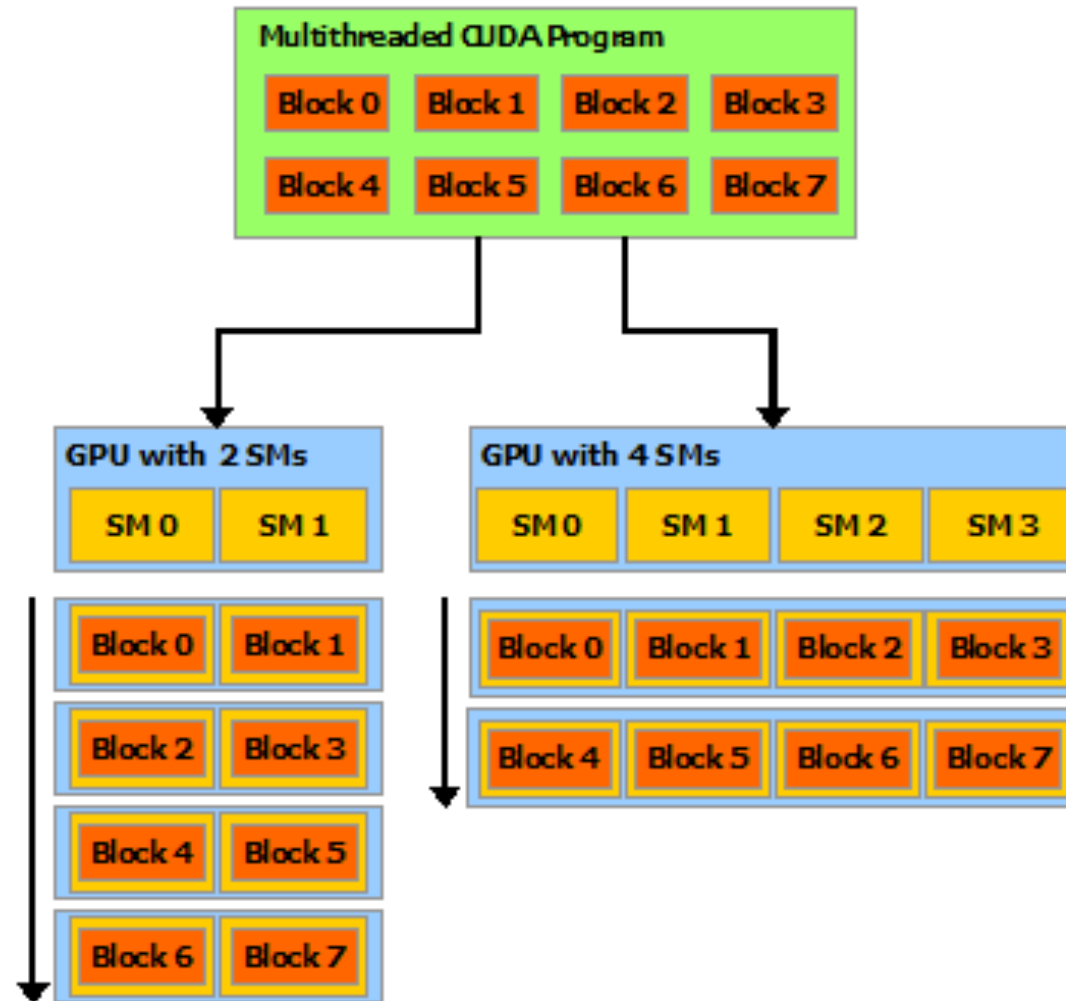 Multithreaded CUDA Program
Block 0 Block 1 Block 2 Block 3
Block 4 Block 5 Block 6 Block 7
GPU with 2 SMs
SM 0 SM 1
Block 0 Block 1
Block 2 Block 3
Block 4 Block 5
Block 6 Block 7
GPU with 4 SMs
SM 0 SM 1 SM 2 SM 3
Block 0 Block 1 Block 2 Block 3
Block 4 Block 5 Block 6 Block 7